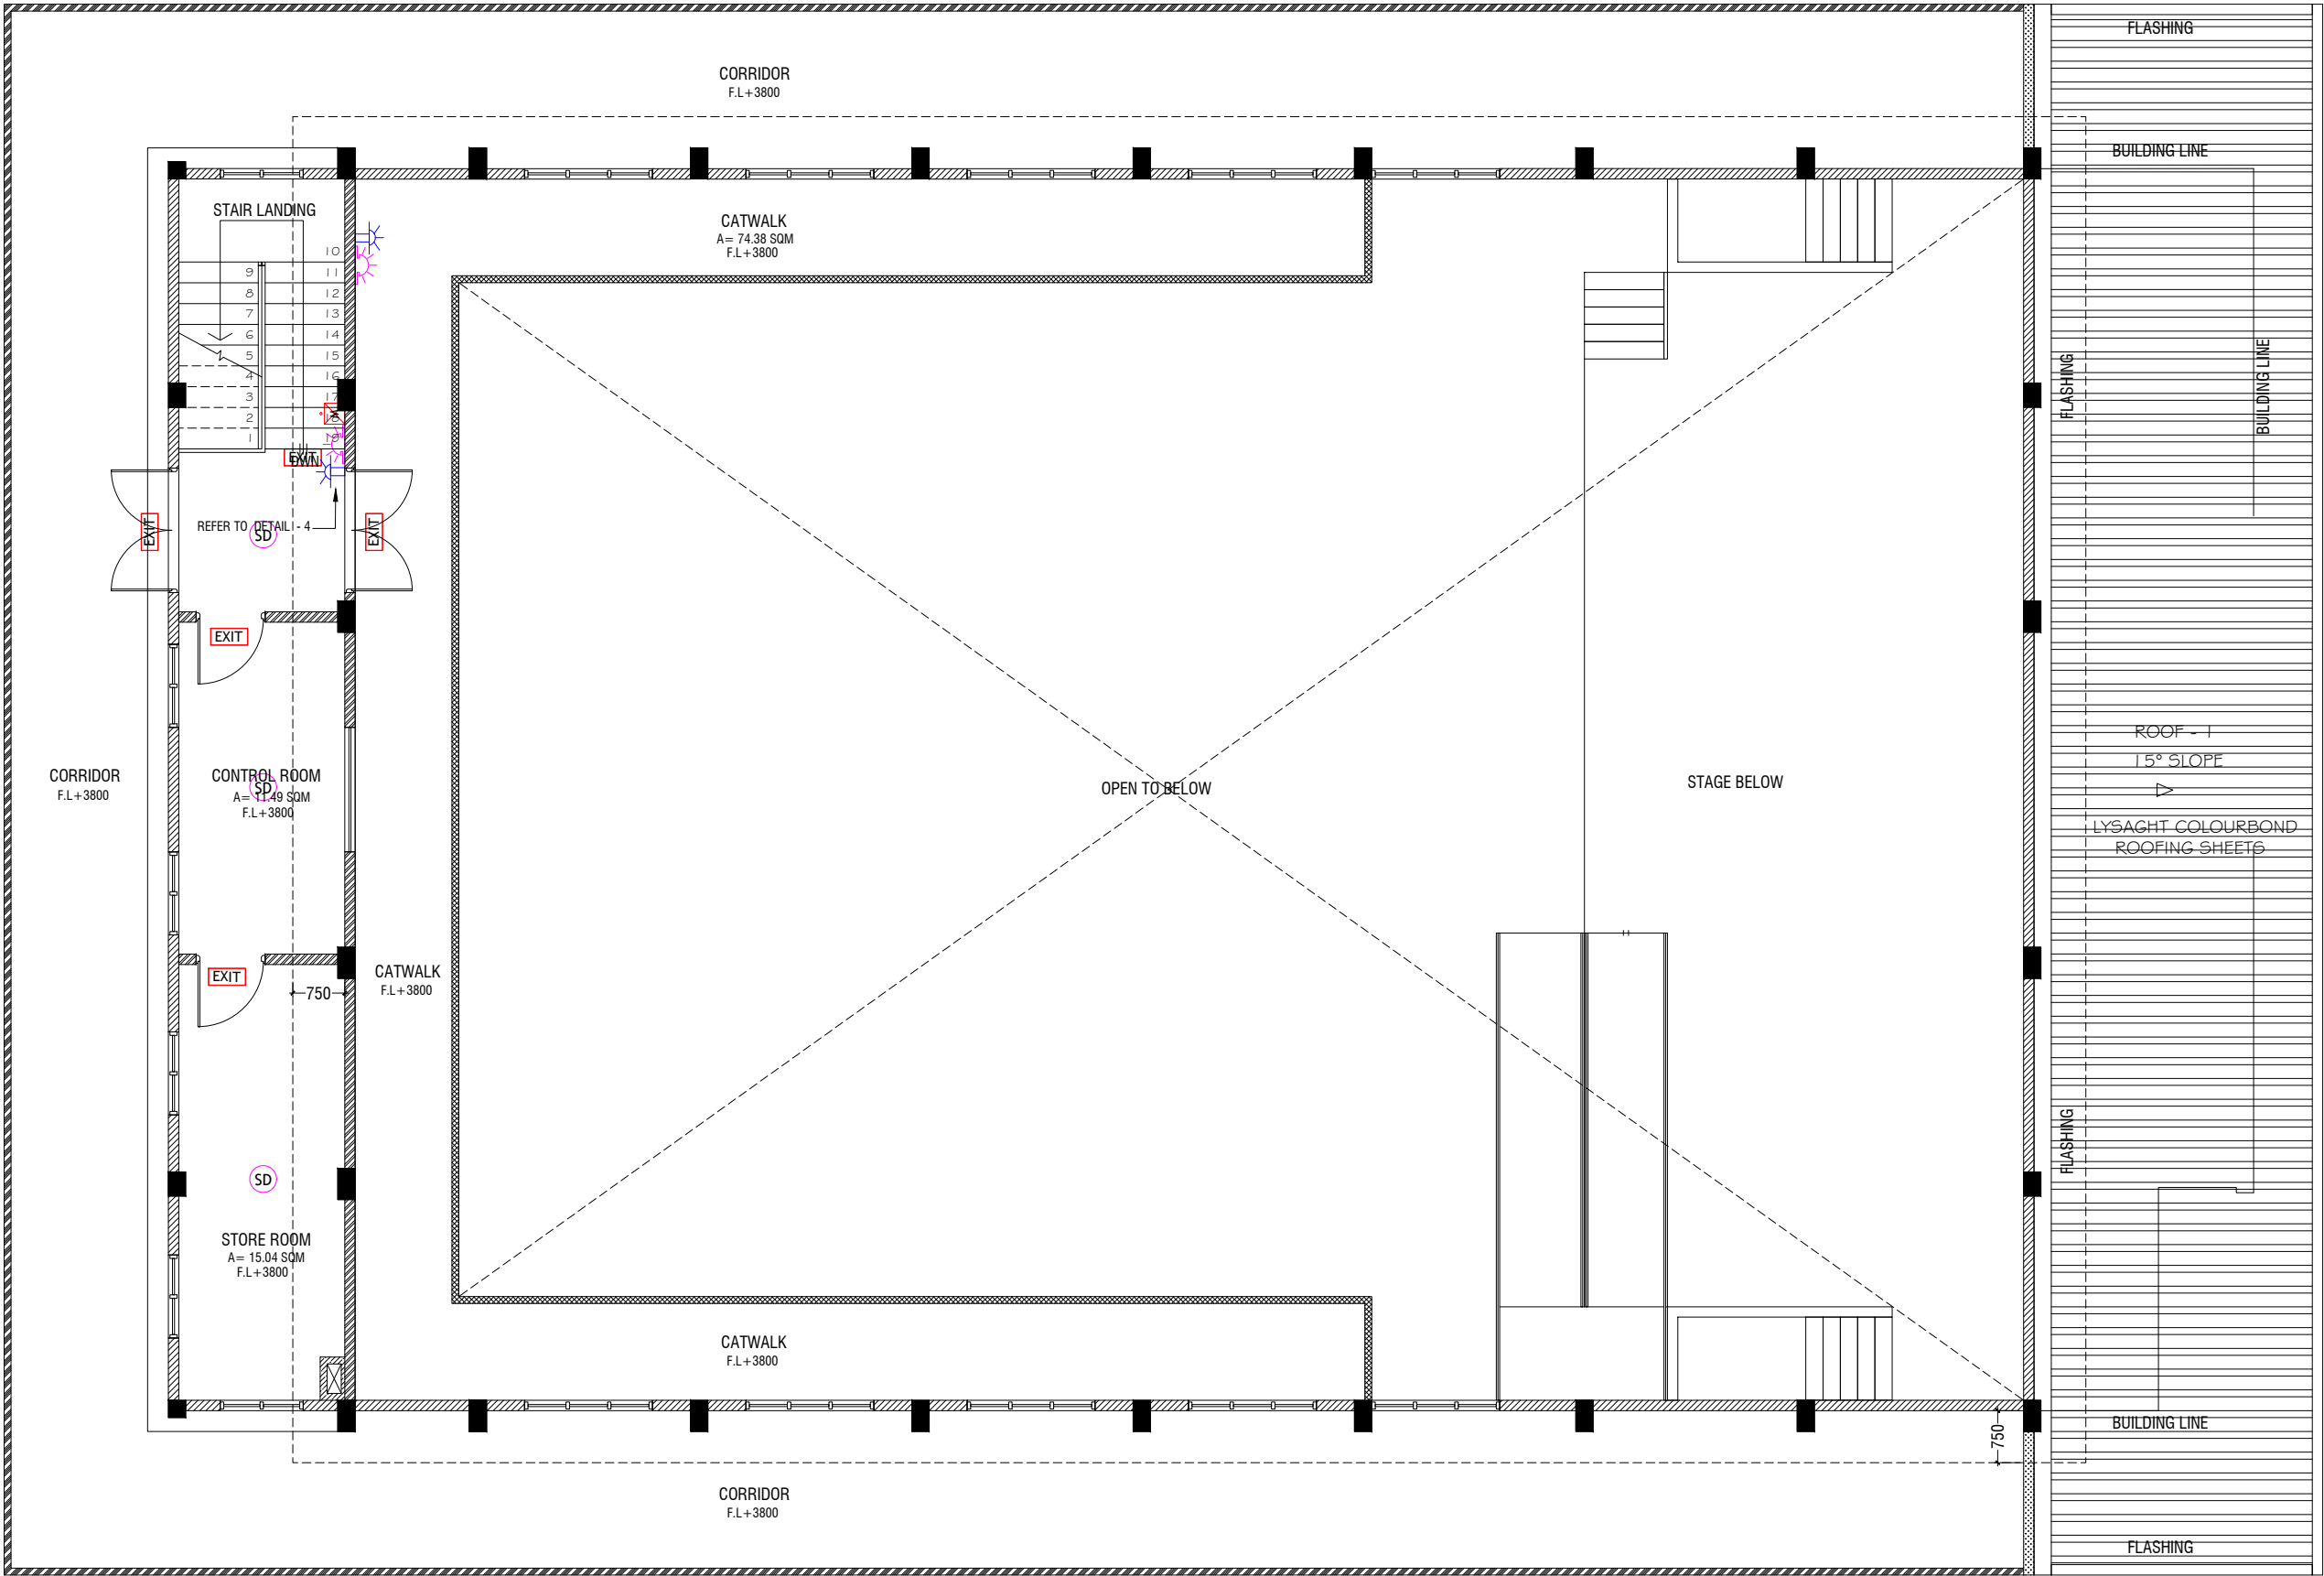 FLASHING
CORRIDOR
F.L+3800
BUILDING LINE
STAIR LANDING
CATWALK
A= 74.38 SQM
F.L+3800
10
9
11
8
12
7
13
6
14
5
15
4
16
3
17
2
1
19
EXIT
DWN
FLASHING
BUILDING LINE
EXIT
REFER TO DETAIL - 4
SD
EXIT
EXIT
ROOF - 1
15° SLOPE
CORRIDOR
F.L+3800
CONTROL ROOM
SD
A= 11.49 SQM
F.L+3800
OPEN TO BELOW
STAGE BELOW
LYSAGHT COLOURBOND
ROOFING SHEETS
CATWALK
F.L+3800
EXIT
750
FLASHING
SD
STORE ROOM
A= 15.04 SQM
F.L+3800
CATWALK
F.L+3800
BUILDING LINE
750
CORRIDOR
F.L+3800
FLASHING